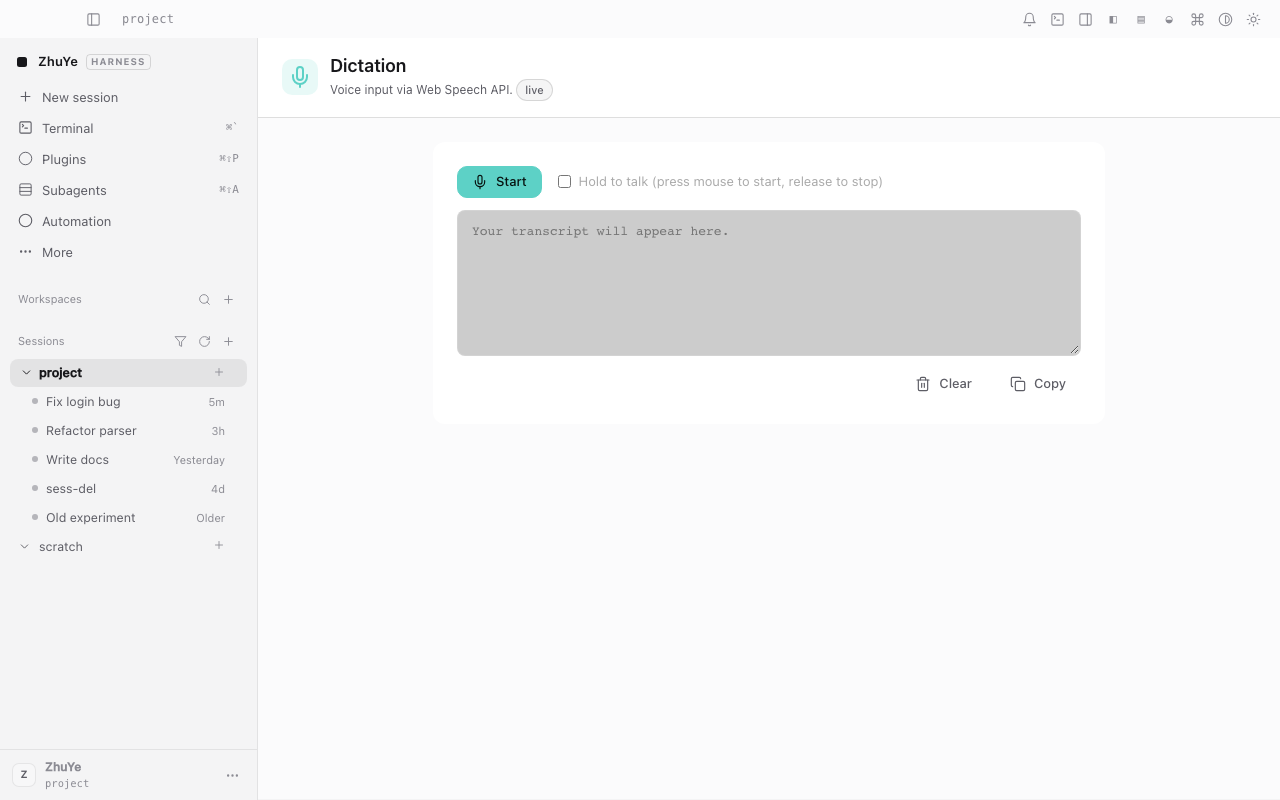 project
ZhuYe HARNESS
New session
Terminal ⌘`
Plugins ⌘⇧P
Subagents ⌘⇧A
Automation
More
Workspaces
Sessions
project
Fix login bug 5m
Refactor parser 3h
Write docs Yesterday
sess-del 4d
Old experiment Older
scratch
Z
ZhuYe
project
Dictation
Voice input via Web Speech API. live
Start
Hold to talk (press mouse to start, release to stop)
Your transcript will appear here.
Clear
Copy